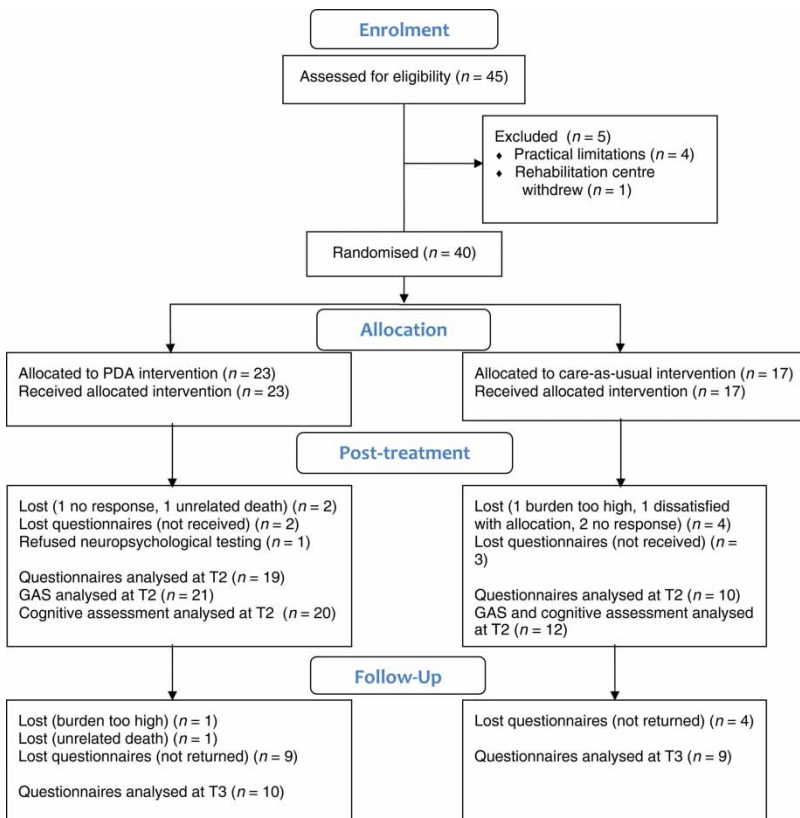 Enrolment
Assessed for eligibility (n = 45)
Excluded (n = 5)
♦ Practical limitations (n = 4)
♦ Rehabilitation centre
withdrew (n = 1)
Randomised (n = 40)
Allocation
Allocated to PDA intervention (n = 23)
Received allocated intervention (n = 23)
Allocated to care-as-usual intervention (n = 17)
Received allocated intervention (n = 17)
Post-treatment
Lost (1 no response, 1 unrelated death) (n = 2)
Lost questionnaires (not received) (n = 2)
Refused neuropsychological testing (n = 1)
Questionnaires analysed at T2 (n = 19)
GAS analysed at T2 (n = 21)
Cognitive assessment analysed at T2 (n = 20)
Lost (1 burden too high, 1 dissatisfied
with allocation, 2 no response) (n = 4)
Lost questionnaires (not received) (n =
3)
Questionnaires analysed at T2 (n = 10)
GAS and cognitive assessment analysed
at T2 (n = 12)
Follow-Up
Lost (burden too high) (n = 1)
Lost (unrelated death) (n = 1)
Lost questionnaires (not returned) (n = 9)
Questionnaires analysed at T3 (n = 10)
Lost questionnaires (not returned) (n = 4)
Questionnaires analysed at T3 (n = 9)